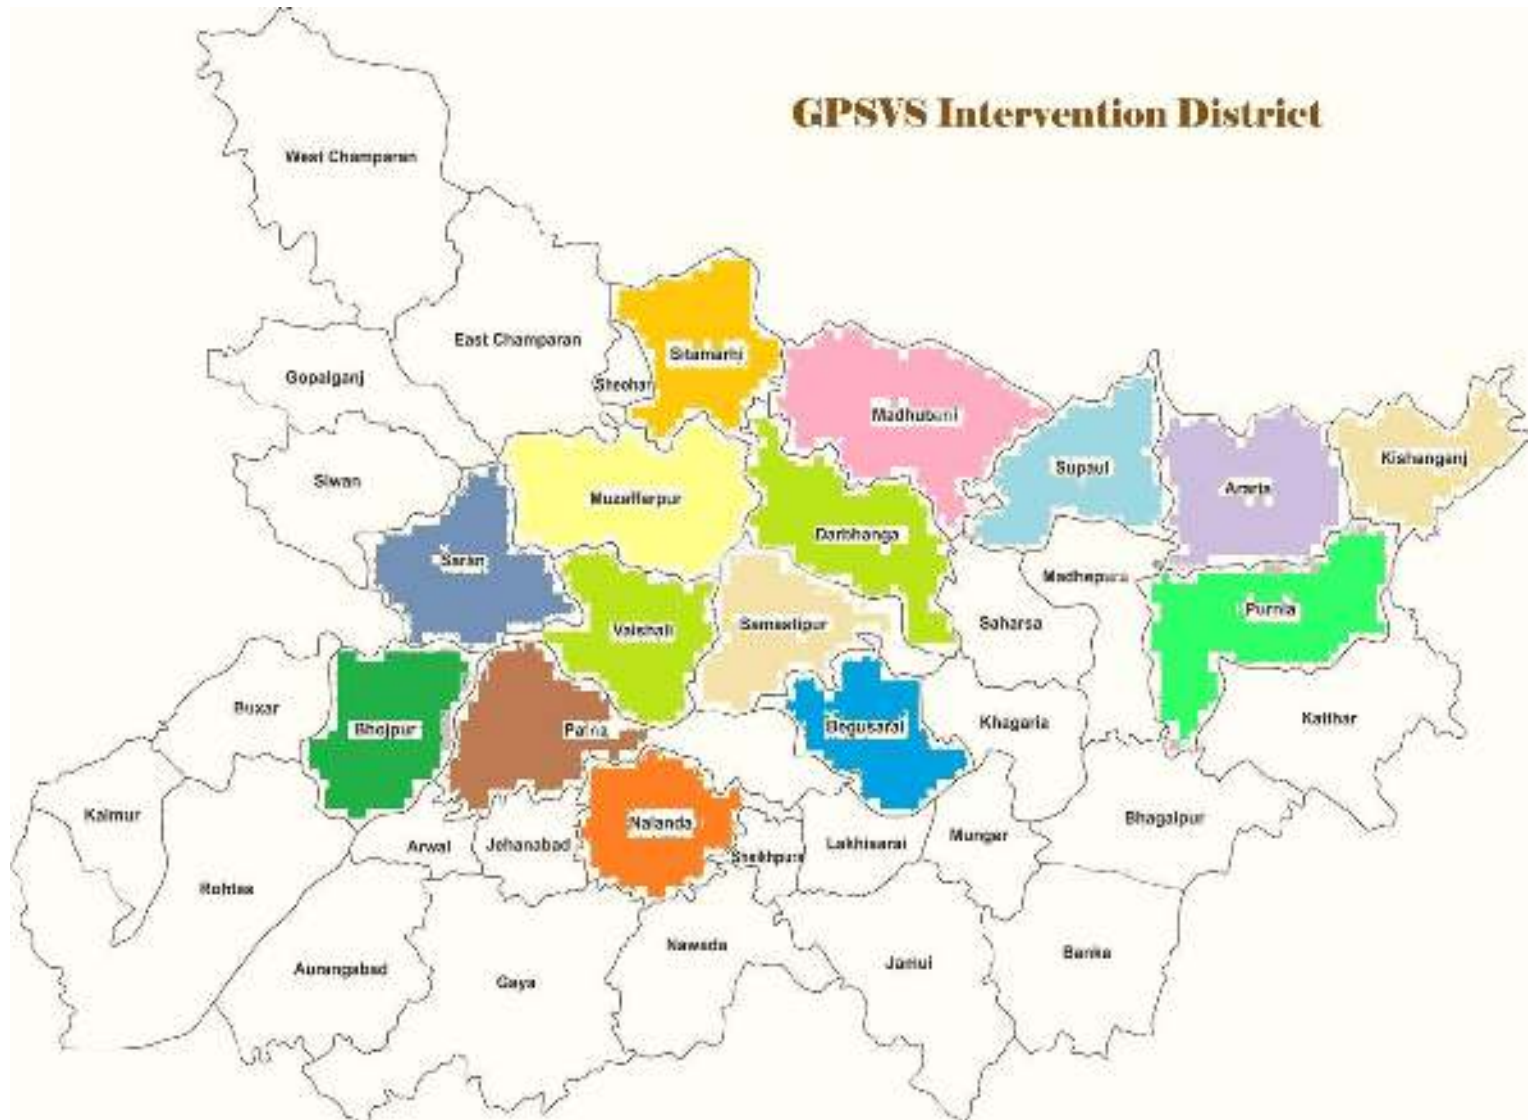 GPSVS Intervention District
West Champaran
East Champaran
Sitamarhi
Sheohar
Gopalganj
Madhubani
Siwan
Supaul
Kishanganj
Araria
Muzaffarpur
Darbhanga
Saran
Madhepura
Purnia
Saharsa
Vaishali
Samastipur
Buxar
Bhojpur
Patna
Begusarai
Khagaria
Katihar
Kaimur
Arwal
Jehanabad
Nalanda
Sheikhpura
Lakhisarai
Munger
Bhagalpur
Rohtas
Aurangabad
Gaya
Nawada
Jamui
Banka